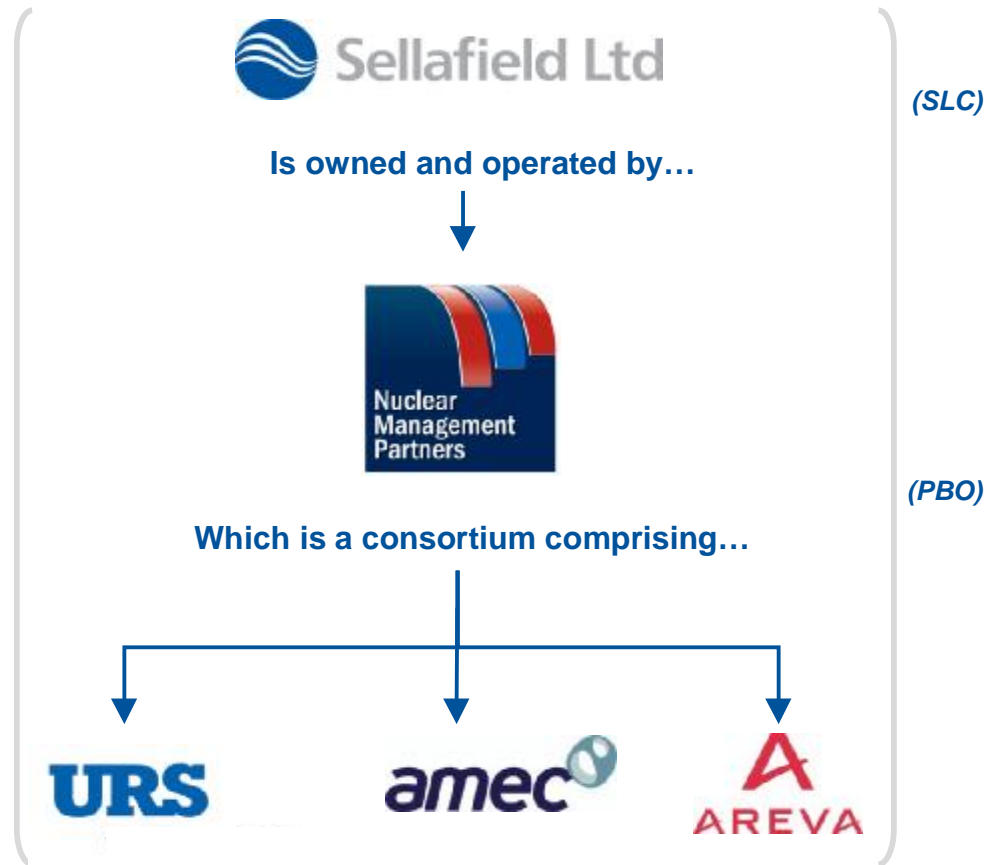 Sellafield Ltd
(SLC)
Is owned and operated by…
Nuclear
Management
Partners
(PBO)
Which is a consortium comprising…
URS
amec
AREVA